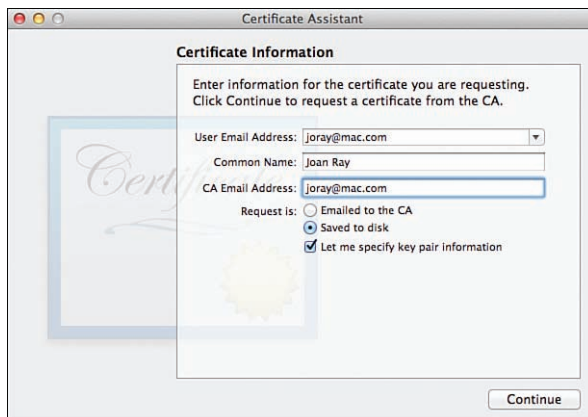 Certificate Assistant
Certificate Information
Enter information for the certificate you are requesting.
Click Continue to request a certificate from the CA.
User Email Address: joray@mac.com
Common Name: Joan Ray
CA Email Address: joray@mac.com
Request is: Emailed to the CA
Saved to disk
Let me specify key pair information
Certificate
Continue